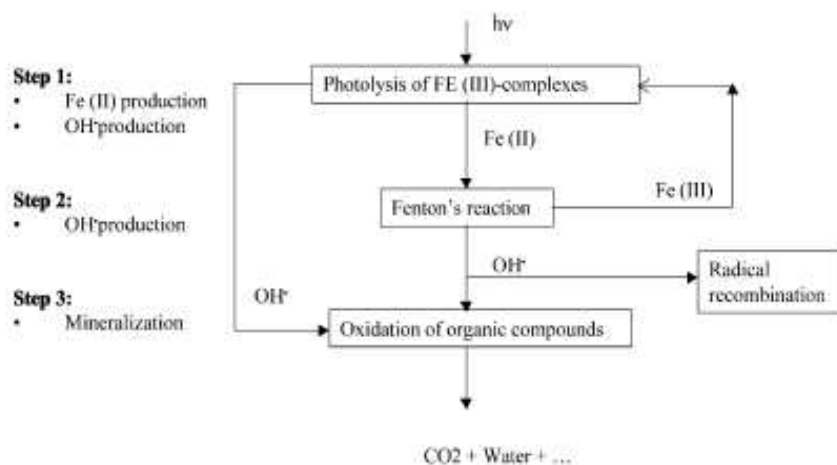 hν
Step 1:
• Fe (II) production
• OH•production
Photolysis of FE (III)-complexes
Fe (II)
Step 2:
• OH•production
Fenton's reaction
Fe (III)
OH•
Radical
recombination
Step 3:
• Mineralization
OH•
Oxidation of organic compounds
CO2 + Water + …